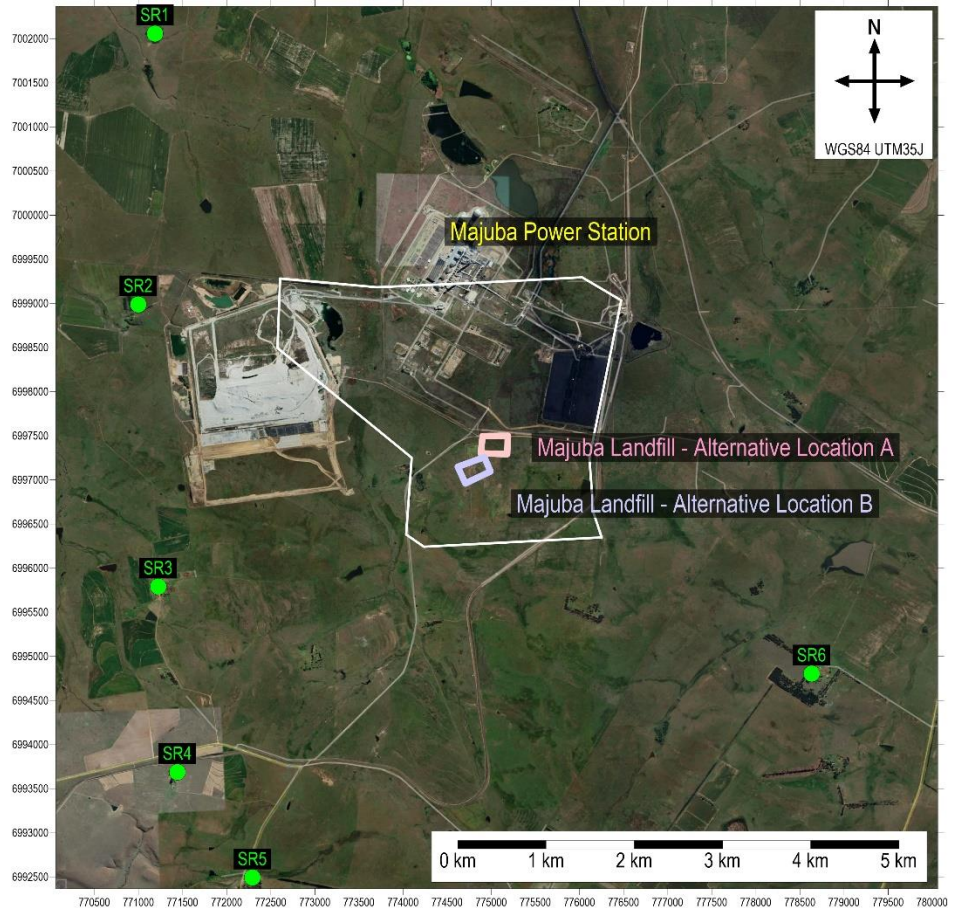 SR1
7002000
N
WGS84 UTM35J
7001500
7001000
7000500
7000000
Majuba Power Station
6999500
SR2
6999000
6998500
6998000
6997500
Majuba Landfill - Alternative Location A
6997000
Majuba Landfill - Alternative Location B
6996500
6996000
SR3
6995500
6995000
SR6
6994500
6994000
SR4
6993500
6993000
0 km 1 km 2 km 3 km 4 km 5 km
SR5
6992500
770500 771000 771500 772000 772500 773000 773500 774000 774500 775000 775500 776000 776500 777000 777500 778000 778500 779000 779500 780000